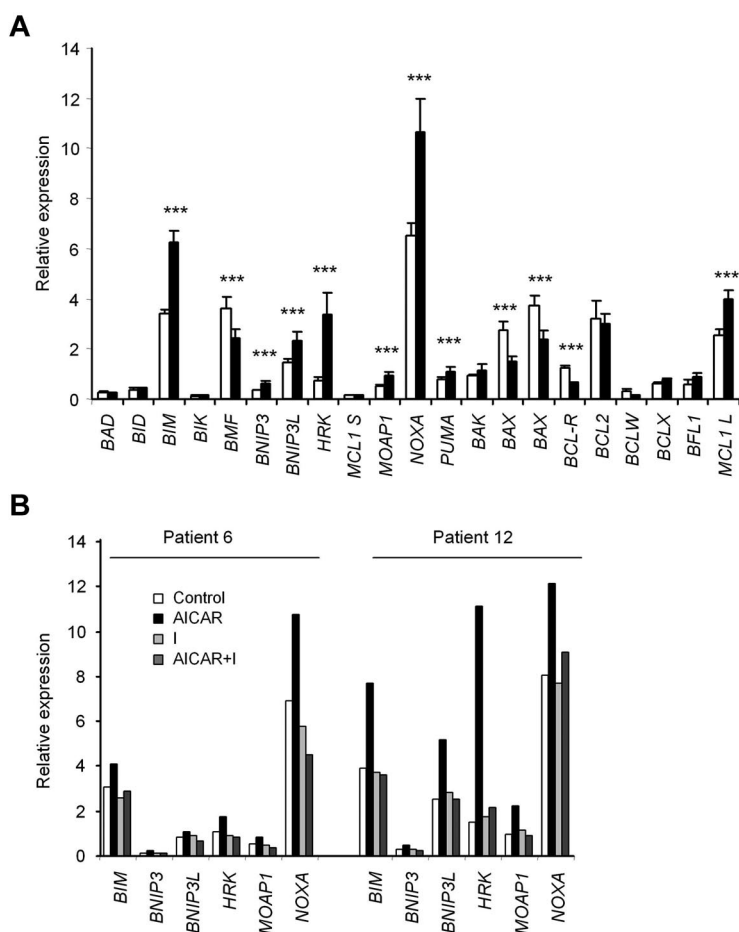 A
14
12
10
8
6
4
2
0
Relative expression
*** *** *** *** *** *** *** *** *** *** *** ***
BAD BID BIM BIK BMF BNIP3 BNIP3L HRK MCL1 S MOAP1 NOXA PUMA BAK BAX BAX BCL-R BCL2 BCLW BCLX BFL1 MCL1 L
B
Patient 6 Patient 12
14
12
10
8
6
4
2
0
Relative expression
Control
AICAR
I
AICAR+I
BIM BNIP3 BNIP3L HRK MOAP1 NOXA BIM BNIP3 BNIP3L HRK MOAP1 NOXA